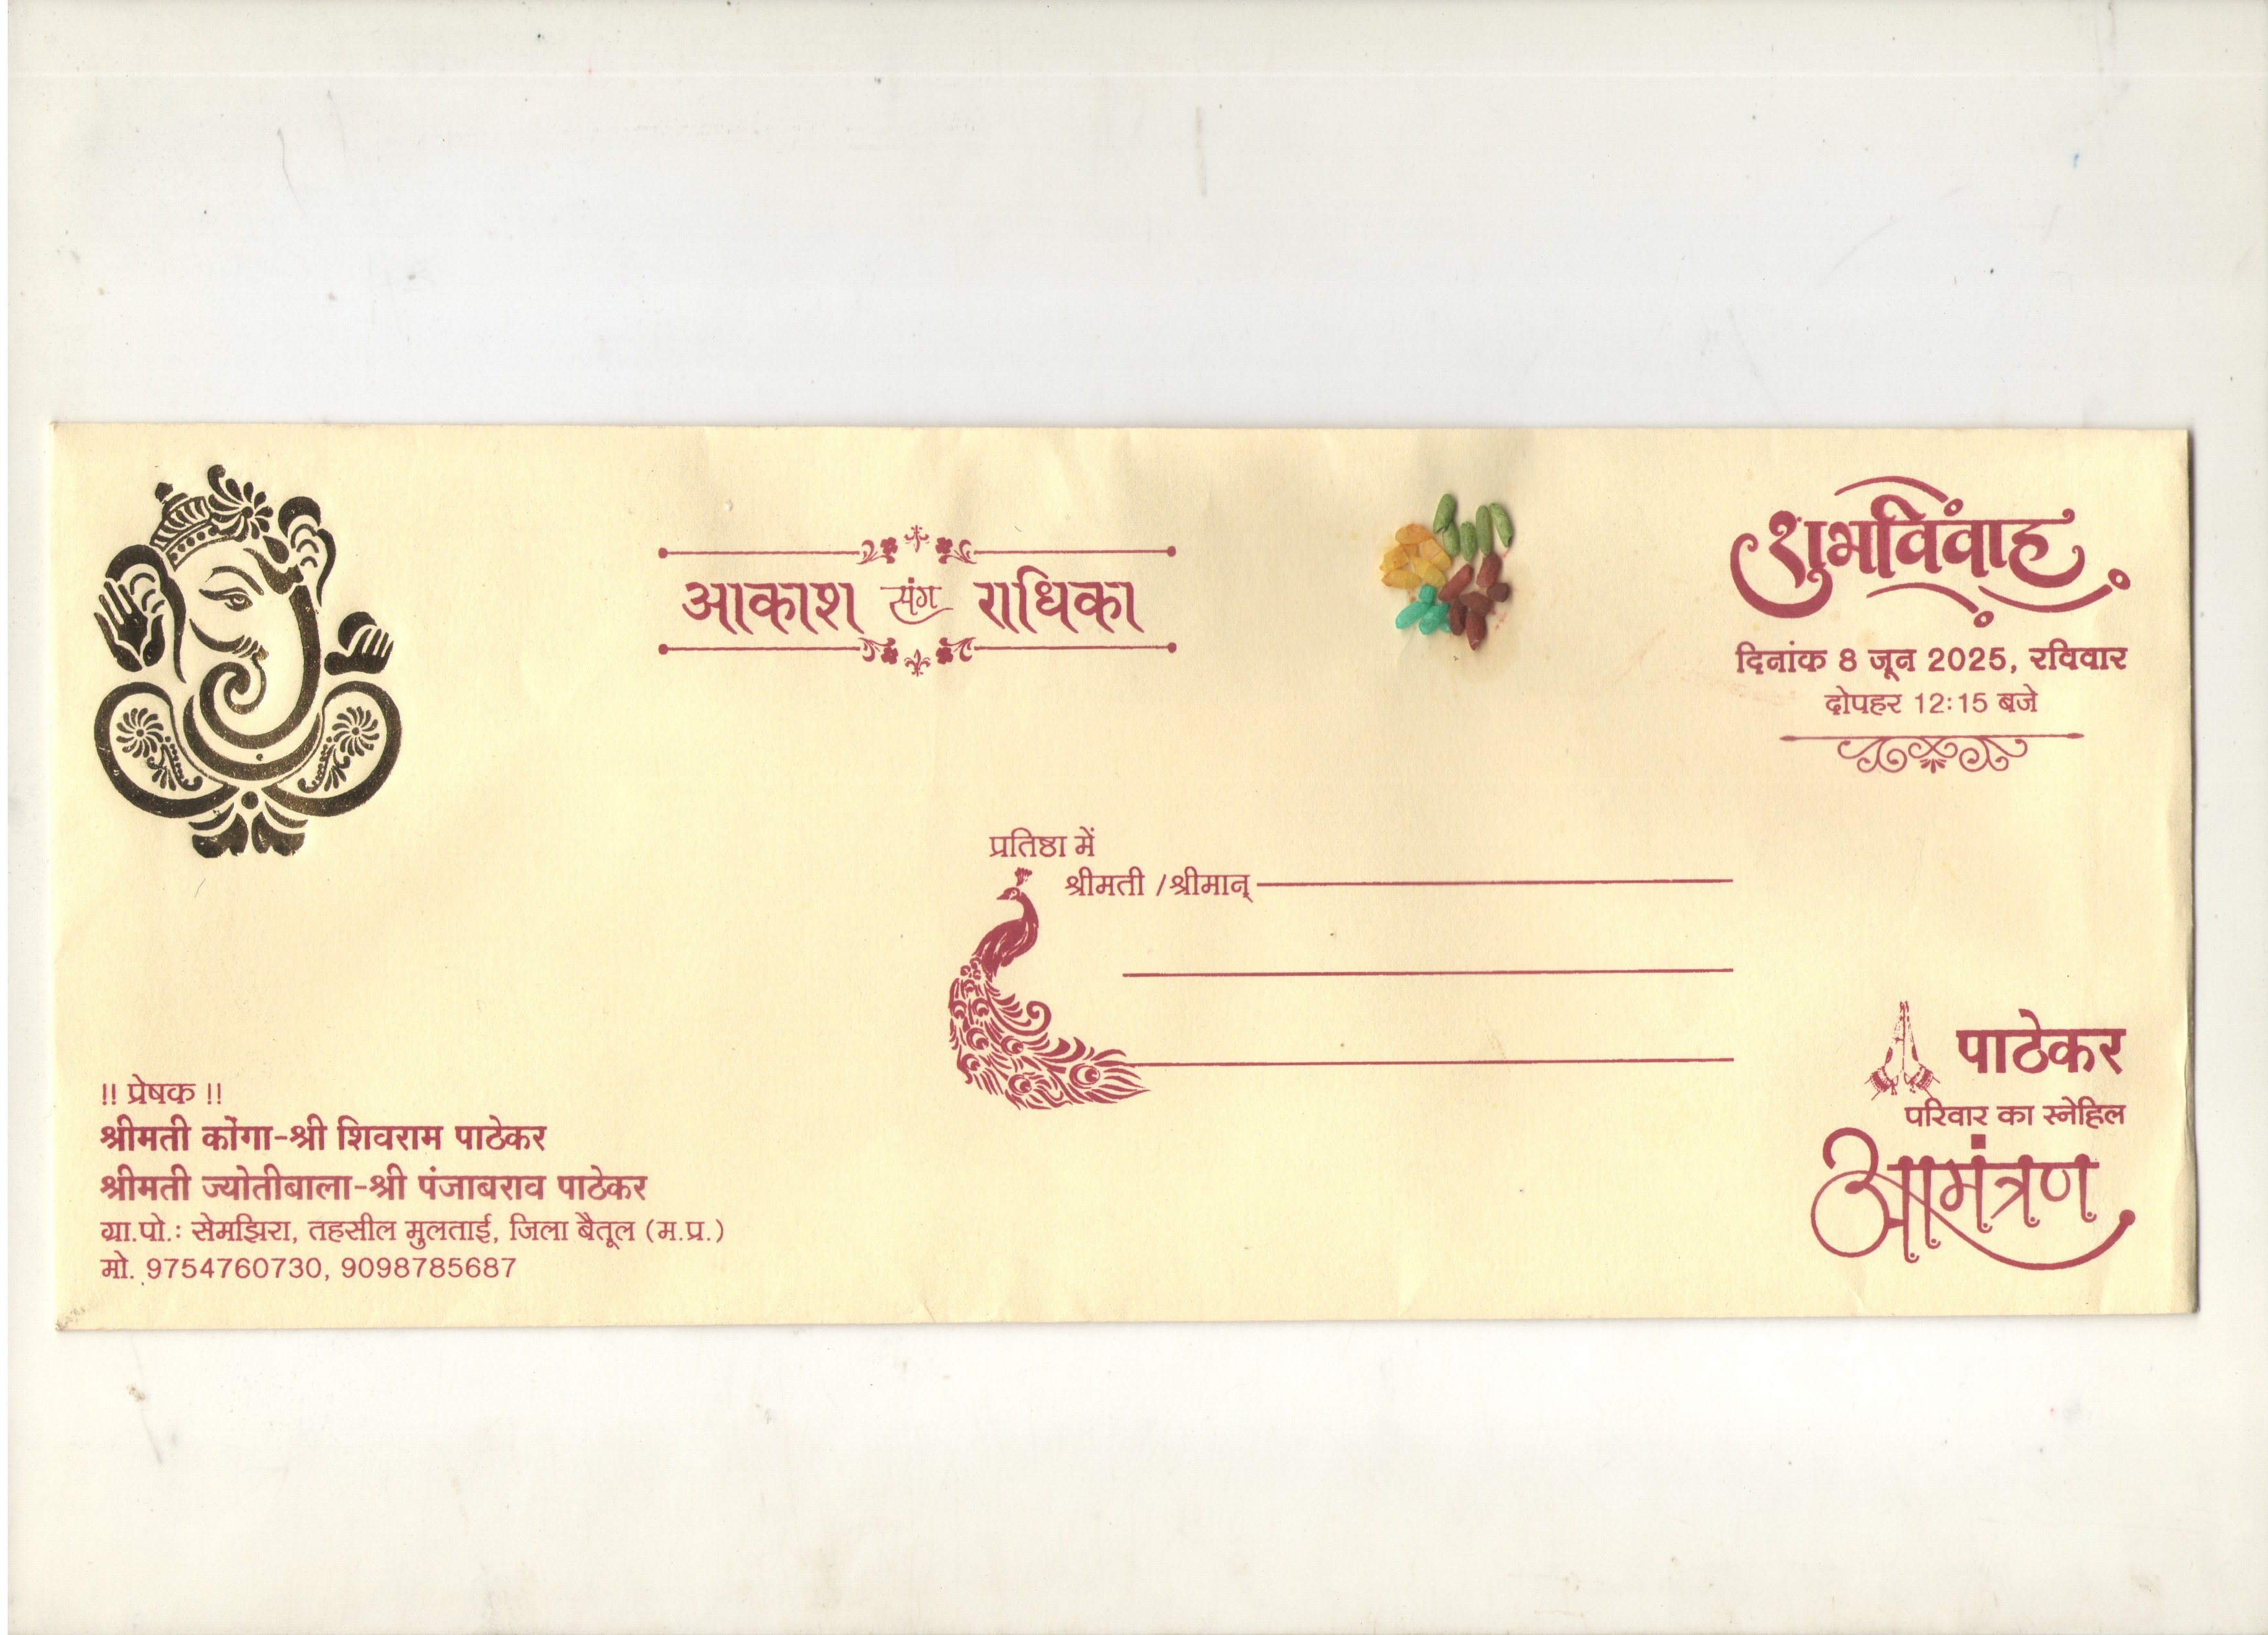 आकाश संग राधिका
शुभविवाह
दिनांक 8 जून 2025, रविवार
दोपहर 12:15 बजे
प्रतिष्ठा में
श्रीमती /श्रीमान्
!! प्रेषक !!
श्रीमती कोंगा-श्री शिवराम पाठेकर
श्रीमती ज्योतीबाला-श्री पंजाबराव पाठेकर
ग्रा.पो.: सेमझिरा, तहसील मुलताई, जिला बैतूल (म.प्र.)
मो. 9754760730, 9098785687
पाठेकर
परिवार का स्नेहिल
आमंत्रण